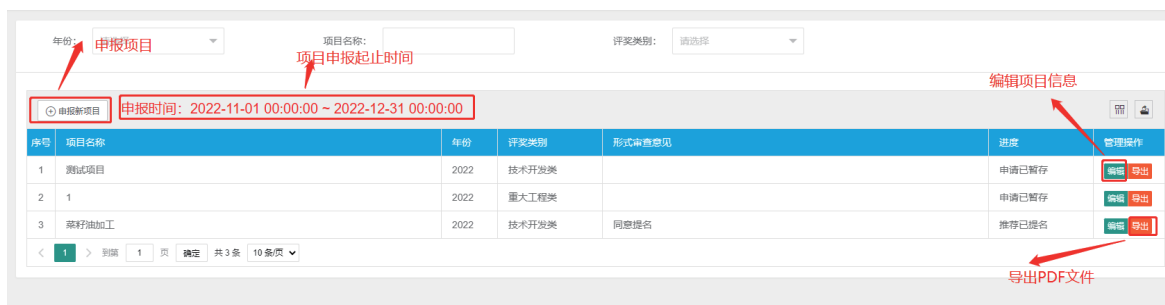 年份: 申报项目 项目名称: 评奖类别: 请选择
项目申报起止时间
编辑项目信息
申报新项目 申报时间：2022-11-01 00:00:00 ~ 2022-12-31 00:00:00
序号 项目名称 年份 评奖类别 形式审查意见 进度 管理操作
1 测试项目 2022 技术开发类 申请已暂存 编辑 导出
2 1 2022 重大工程类 申请已暂存 编辑 导出
3 菜籽油加工 2022 技术开发类 同意提名 推荐已提名 编辑 导出
< 1 > 到第 1 页 确定 共 3 条 10 条/页
导出PDF文件